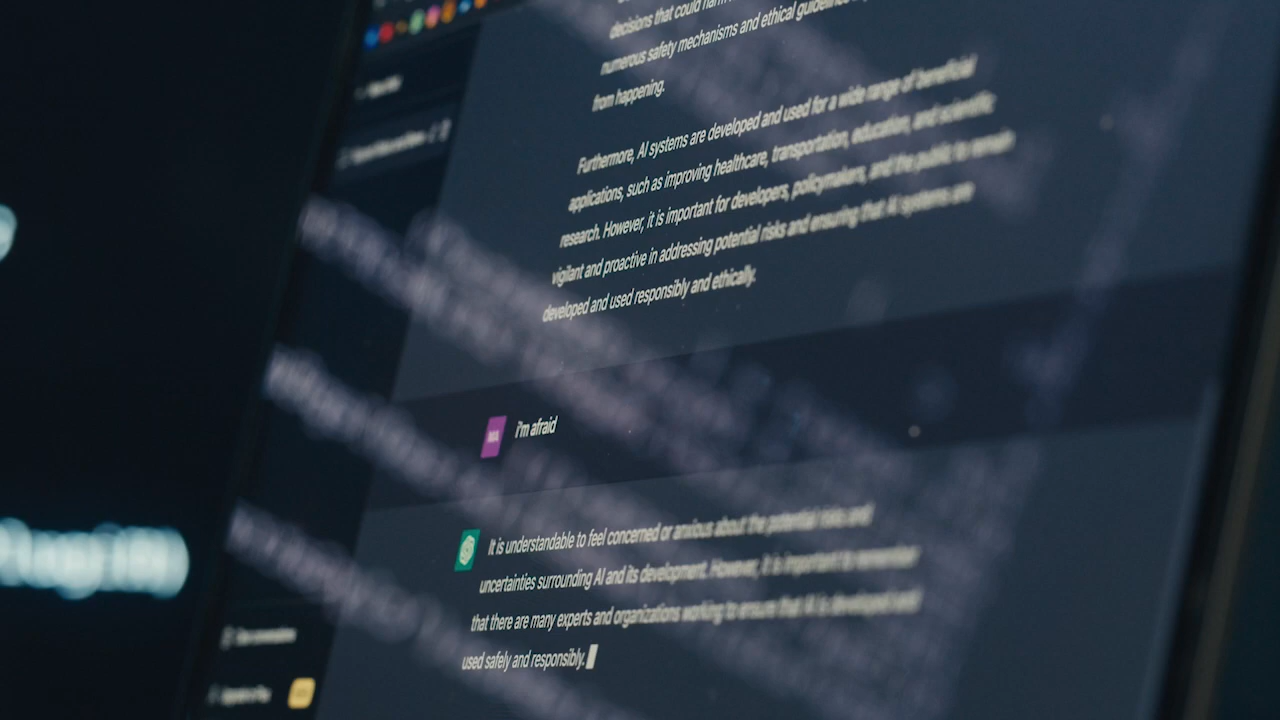 decisions that could harm
numerous safety mechanisms and ethical guidelines
from happening.
Furthermore, AI systems are developed and used for a wide range of beneficial
applications, such as improving healthcare, transportation, education, and scientific
research. However, it is important for developers, policymakers, and the public to remain
vigilant and proactive in addressing potential risks and ensuring that AI systems are
developed and used responsibly and ethically.
i'm afraid
It is understandable to feel concerned or anxious about the potential risks and
uncertainties surrounding AI and its development. However, it is important to remember
that there are many experts and organizations working to ensure that AI is developed and
used safely and responsibly.